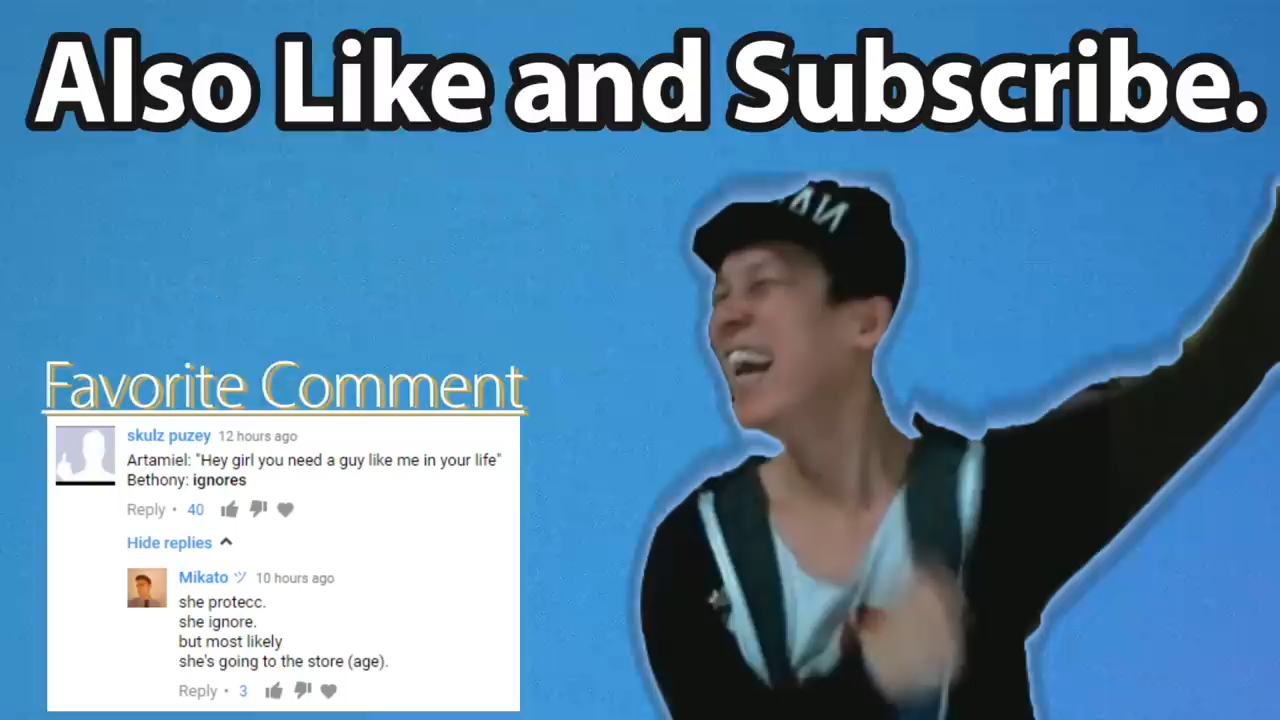 Also Like and Subscribe.
Favorite Comment
skulz puzey 12 hours ago
Artamiel: "Hey girl you need a guy like me in your life"
Bethony: ignores
Reply • 40
Hide replies
Mikato ツ 10 hours ago
she protecc.
she ignore.
but most likely
she's going to the store (age).
Reply • 3